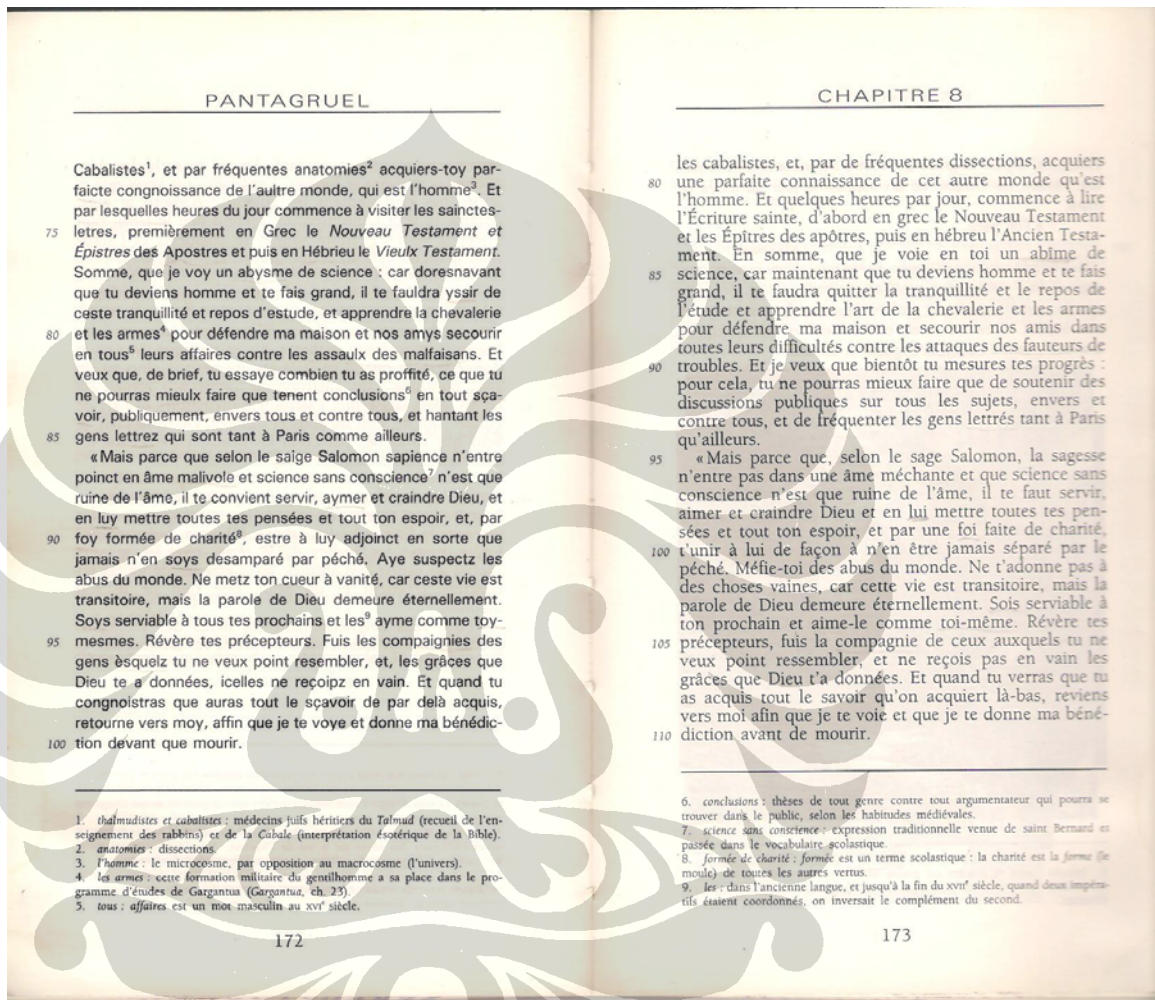 PANTAGRUEL
Cabalistes¹, et par fréquentes anatomies² acquiers-toy par-
faicte congnoissance de l'aultre monde, qui est l'homme³. Et
par lesquelles heures du jour commence à visiter les sainctes-
75 letres, premièrement en Grec le Nouveau Testament et
Épistres des Apostres et puis en Hébrieu le Vieulx Testament.
Somme, que je voy un abysme de science : car doresnavant
que tu deviens homme et te fais grand, il te fauldra yssir de
ceste tranquilité et repos d'estude, et apprendre la chevalerie
80 et les armes⁴ pour défendre ma maison et nos amys secourir
en tous⁵ leurs affaires contre les assaulx des malfaisans. Et
veux que, de brief, tu essaye combien tu as proffité, ce que tu
ne pourras mieulx faire que tenent conclusions⁶ en tout sça-
voir, publiquement, envers tous et contre tous, et hantant les
85 gens lettrez qui sont tant à Paris comme ailleurs.
« Mais parce que selon le saige Salomon sapience n'entre
poinct en âme malivole et science sans conscience⁷ n'est que
ruine de l'âme, il te convient servir, aymer et craindre Dieu, et
en luy mettre toutes tes pensées et tout ton espoir, et, par
90 foy formée de charité⁸, estre à luy adjoinct en sorte que
jamais n'en soys desamparé par péché. Aye suspectz les
abus du monde. Ne metz ton cueur à vanité, car ceste vie est
transitoire, mais la parole de Dieu demeure éternellement.
Soys serviable à tous tes prochains et les⁹ ayme comme toy-
95 mesmes. Révère tes précepteurs. Fuis les compaignies des
gens èsquelz tu ne veux point resembler, et, les grâces que
Dieu te a données, icelles ne reçoipz en vain. Et quand tu
congnoistras que auras tout le sçavoir de par delà acquis,
retourne vers moy, affin que je te voye et donne ma bénédic-
100 tion devant que mourir.
1. thalmudistes et cabalistes : médecins juifs héritiers du Talmud (recueil de l'en-
seignement des rabbins) et de la Cabale (interprétation ésotérique de la Bible).
2. anatomies : dissections.
3. l'homme : le microcosme, par opposition au macrocosme (l'univers).
4. les armes : cette formation militaire du gentilhomme a sa place dans le pro-
gramme d'études de Gargantua (Gargantua, ch. 23).
5. tous : affaires est un mot masculin au XVIᵉ siècle.
172
CHAPITRE 8
les cabalistes, et, par de fréquentes dissections, acquiers
80 une parfaite connaissance de cet autre monde qu'est
l'homme. Et quelques heures par jour, commence à lire
l'Écriture sainte, d'abord en grec le Nouveau Testament
et les Épîtres des apôtres, puis en hébreu l'Ancien Testa-
ment. En somme, que je voie en toi un abîme de
85 science, car maintenant que tu deviens homme et te fais
grand, il te faudra quitter la tranquillité et le repos de
l'étude et apprendre l'art de la chevalerie et les armes
pour défendre ma maison et secourir nos amis dans
toutes leurs difficultés contre les attaques des fauteurs de
90 troubles. Et je veux que bientôt tu mesures tes progrès :
pour cela, tu ne pourras mieux faire que de soutenir des
discussions publiques sur tous les sujets, envers et
contre tous, et de fréquenter les gens lettrés tant à Paris
qu'ailleurs.
95 « Mais parce que, selon le sage Salomon, la sagesse
n'entre pas dans une âme méchante et que science sans
conscience n'est que ruine de l'âme, il te faut servir,
aimer et craindre Dieu et en lui mettre toutes tes pen-
sées et tout ton espoir, et par une foi faite de charité,
100 t'unir à lui de façon à n'en être jamais séparé par le
péché. Méfie-toi des abus du monde. Ne t'adonne pas à
des choses vaines, car cette vie est transitoire, mais la
parole de Dieu demeure éternellement. Sois serviable à
ton prochain et aime-le comme toi-même. Révère tes
105 précepteurs, fuis la compagnie de ceux auxquels tu ne
veux point ressembler, et ne reçois pas en vain les
grâces que Dieu t'a données. Et quand tu verras que tu
as acquis tout le savoir qu'on acquiert là-bas, reviens
vers moi afin que je te voie et que je te donne ma béné-
110 diction avant de mourir.
6. conclusions : thèses de tout genre contre tout argumentateur qui pourra se
trouver dans le public, selon les habitudes médiévales.
7. science sans conscience : expression traditionnelle venue de saint Bernard et
passée dans le vocabulaire scolastique.
8. formée de charité : formée est un terme scolastique : la charité est la forme (le
moule) de toutes les autres vertus.
9. les : dans l'ancienne langue, et jusqu'à la fin du XVIIᵉ siècle, quand deux impéra-
tifs étaient coordonnés, on inversait le complément du second.
173